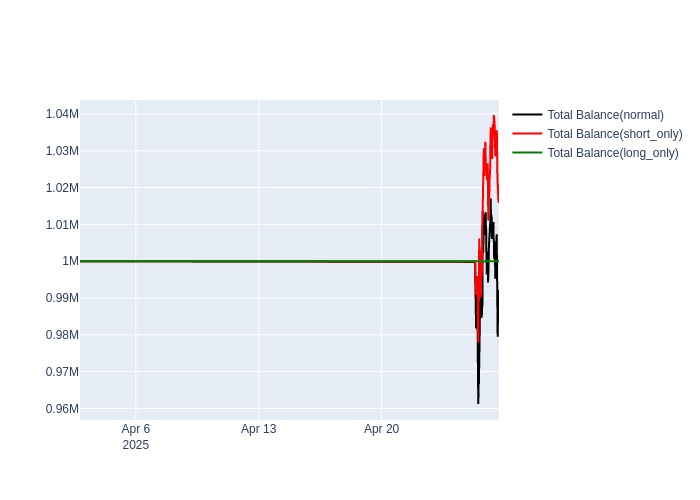 1.04M
1.03M
1.02M
1.01M
1M
0.99M
0.98M
0.97M
0.96M
Apr 6
2025
Apr 13
Apr 20
Total Balance(normal)
Total Balance(short_only)
Total Balance(long_only)